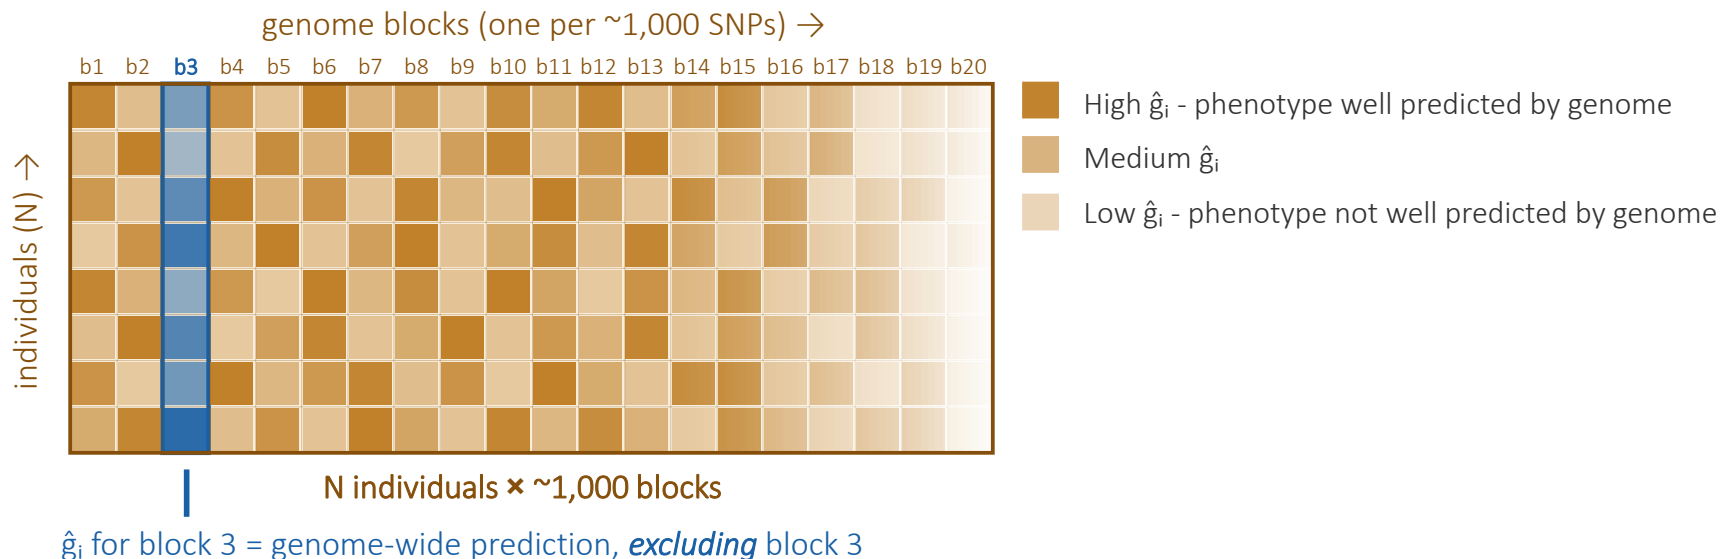 genome blocks (one per ~1,000 SNPs) →
b1 b2 b3 b4 b5 b6 b7 b8 b9 b10 b11 b12 b13 b14 b15 b16 b17 b18 b19 b20
individuals (N) →
High ĝᵢ - phenotype well predicted by genome
Medium ĝᵢ
Low ĝᵢ - phenotype not well predicted by genome
N individuals × ~1,000 blocks
ĝᵢ for block 3 = genome-wide prediction, excluding block 3